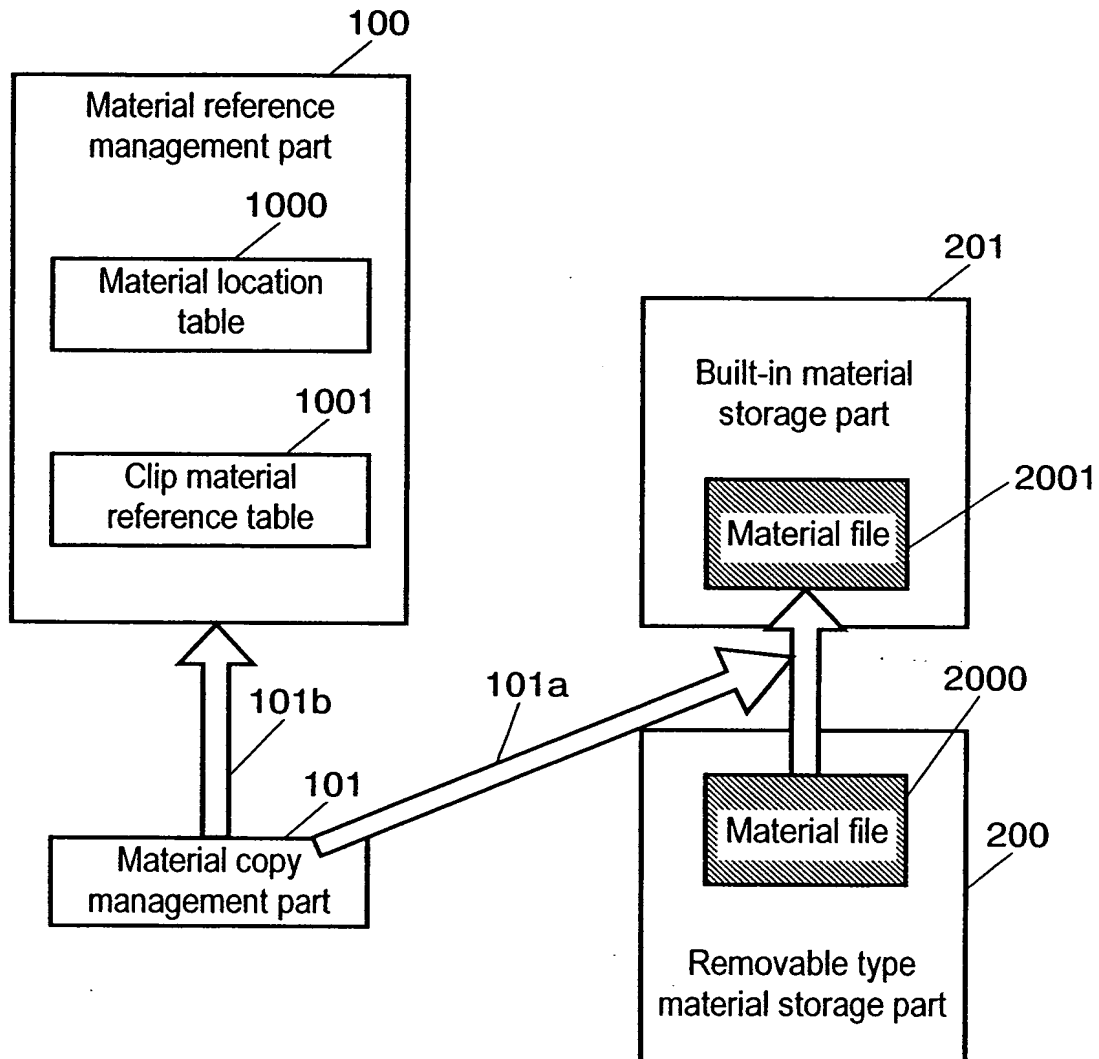 100
Material reference
management part
1000
Material location
table
1001
Clip material
reference table
201
Built-in material
storage part
2001
Material file
101b
101a
2000
101
Material copy
management part
Material file
200
Removable type
material storage part